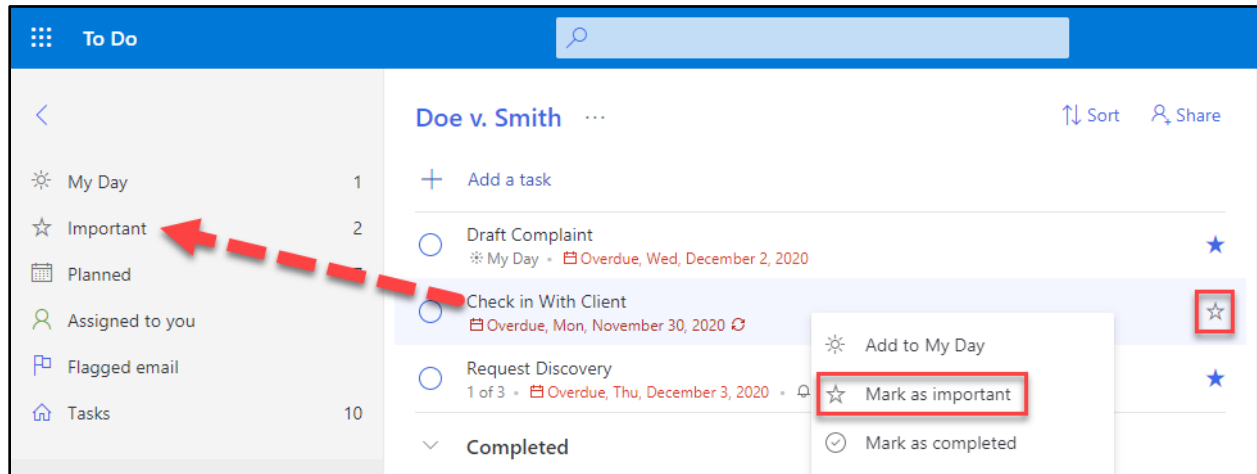 To Do
Doe v. Smith ...
Sort
Share
My Day 1
Important 2
Planned
Assigned to you
Flagged email
Tasks 10
Add a task
Draft Complaint
My Day • Overdue, Wed, December 2, 2020
Check in With Client
Overdue, Mon, November 30, 2020
Request Discovery
1 of 3 • Overdue, Thu, December 3, 2020 •
Completed
Add to My Day
Mark as important
Mark as completed